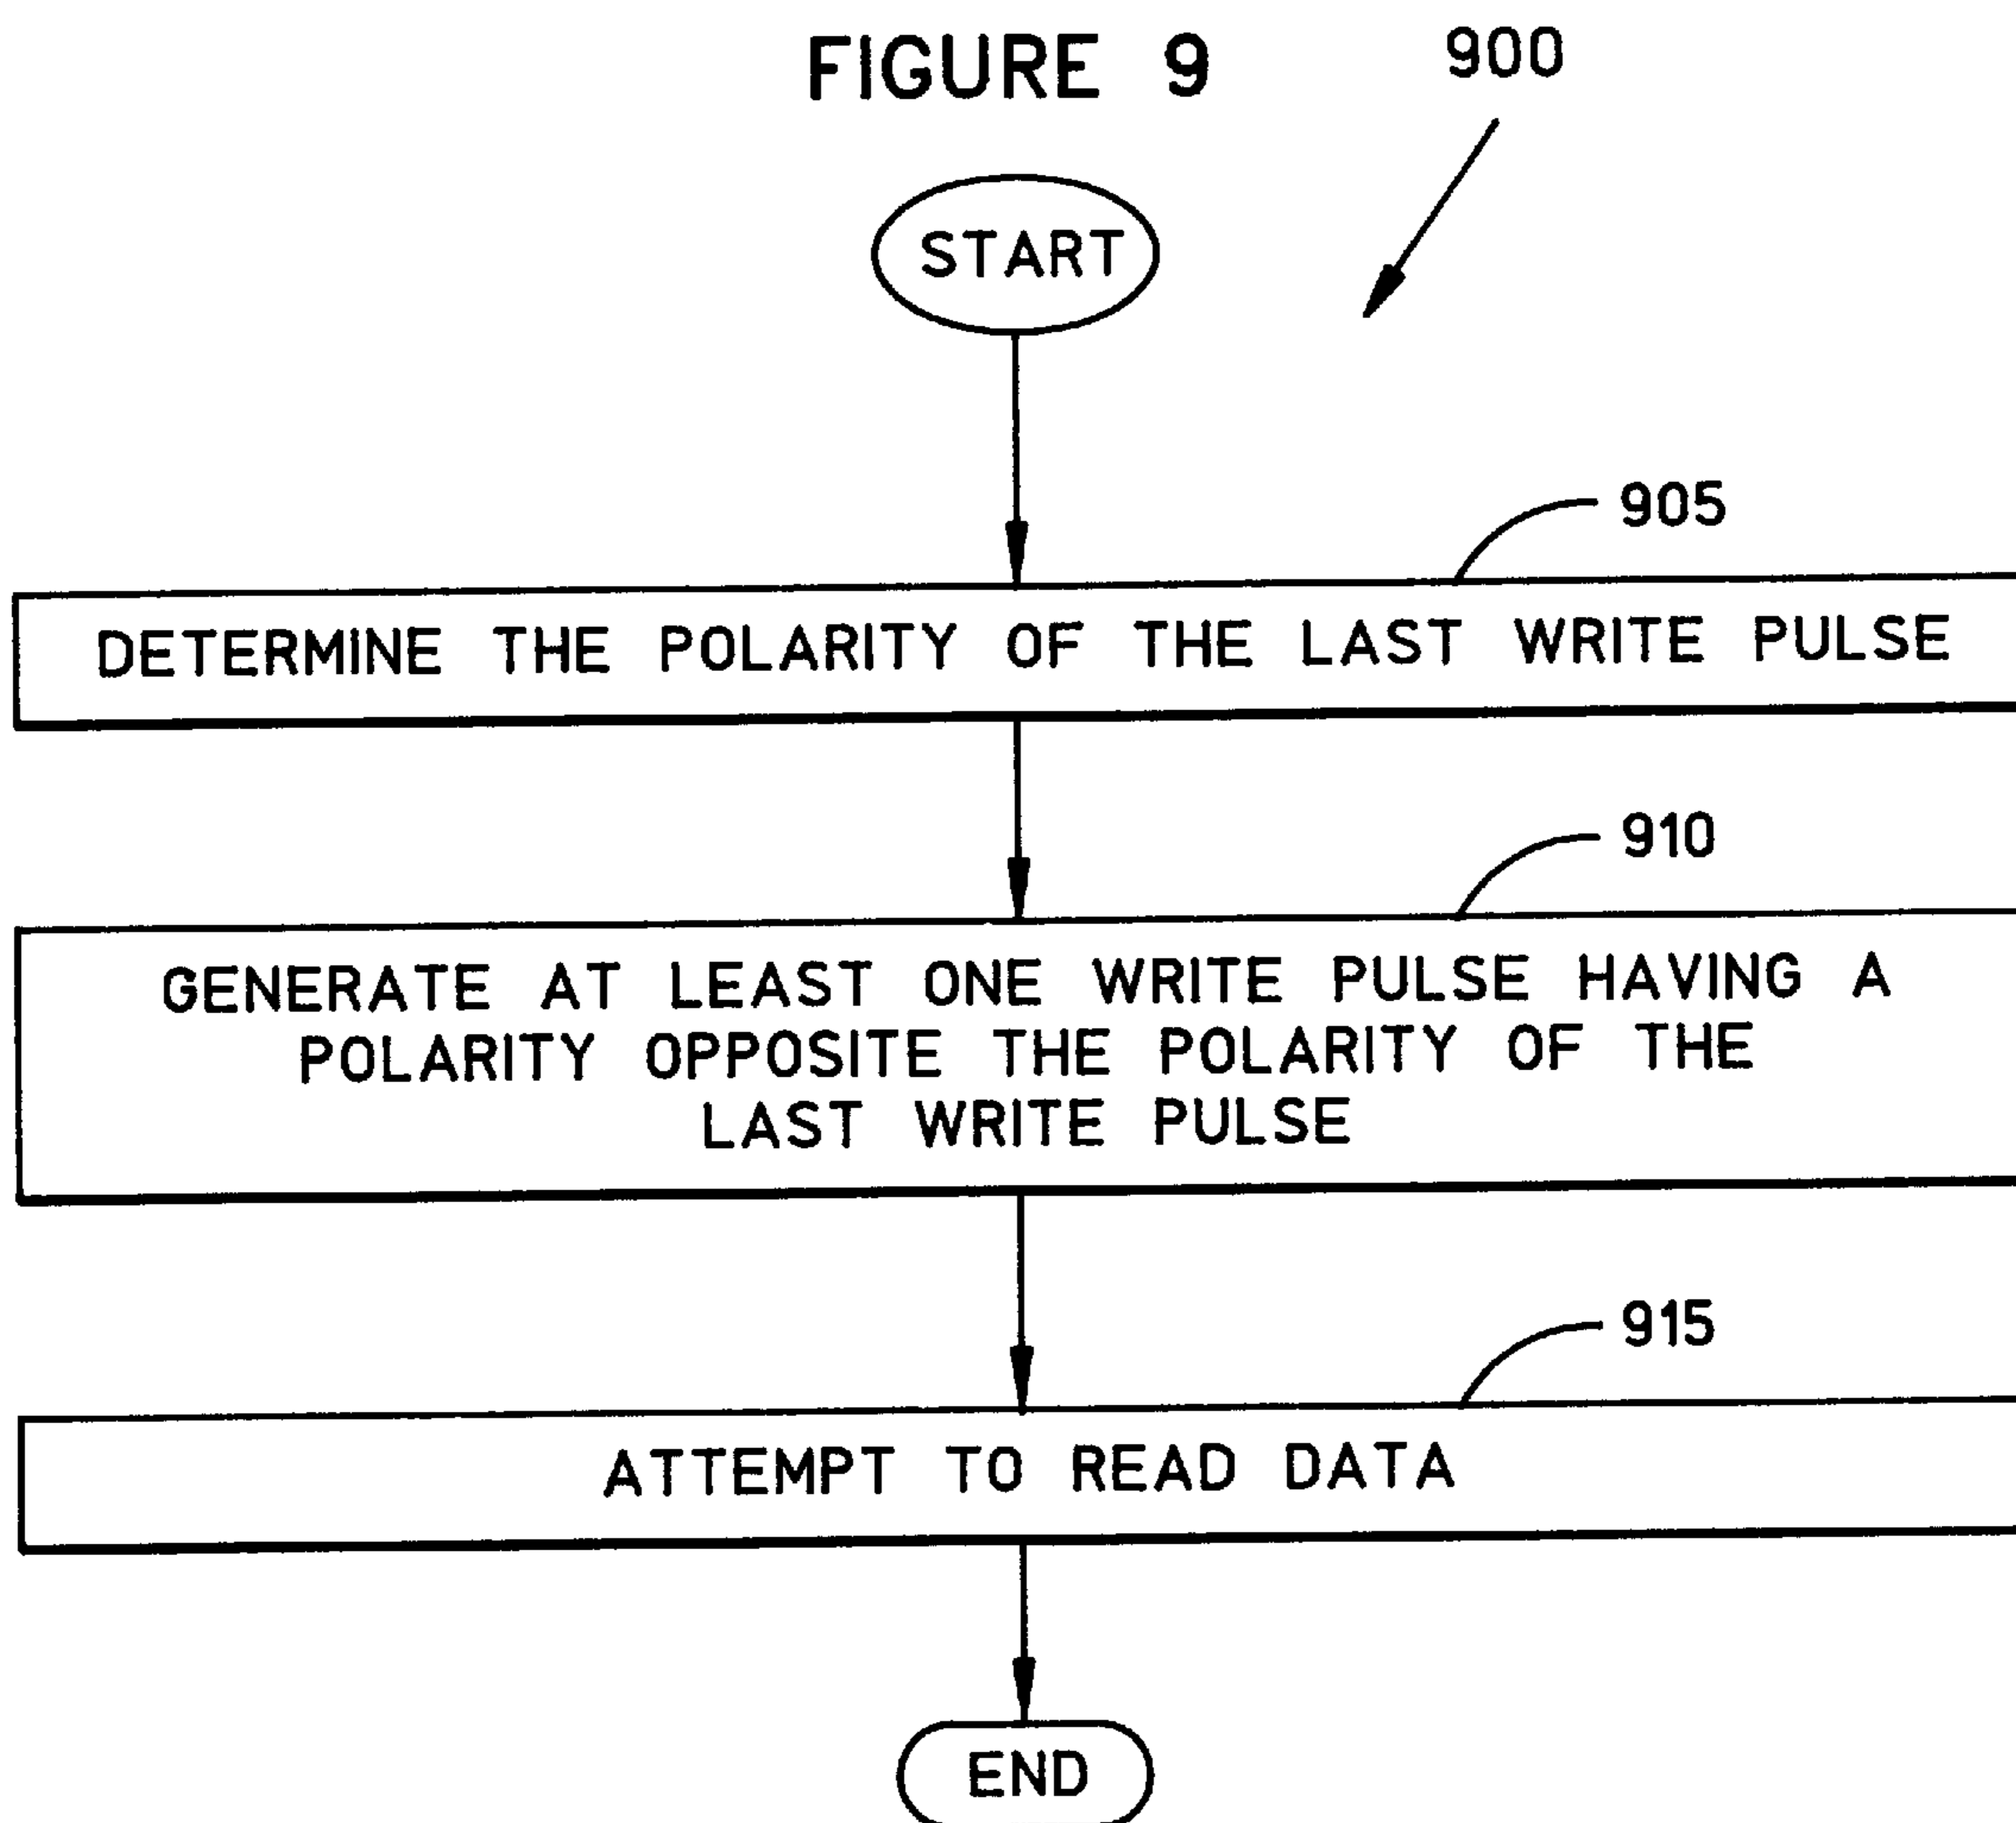 FIGURE 9
900
START
905
DETERMINE THE POLARITY OF THE LAST WRITE PULSE
910
GENERATE AT LEAST ONE WRITE PULSE HAVING A
POLARITY OPPOSITE THE POLARITY OF THE
LAST WRITE PULSE
915
ATTEMPT TO READ DATA
END